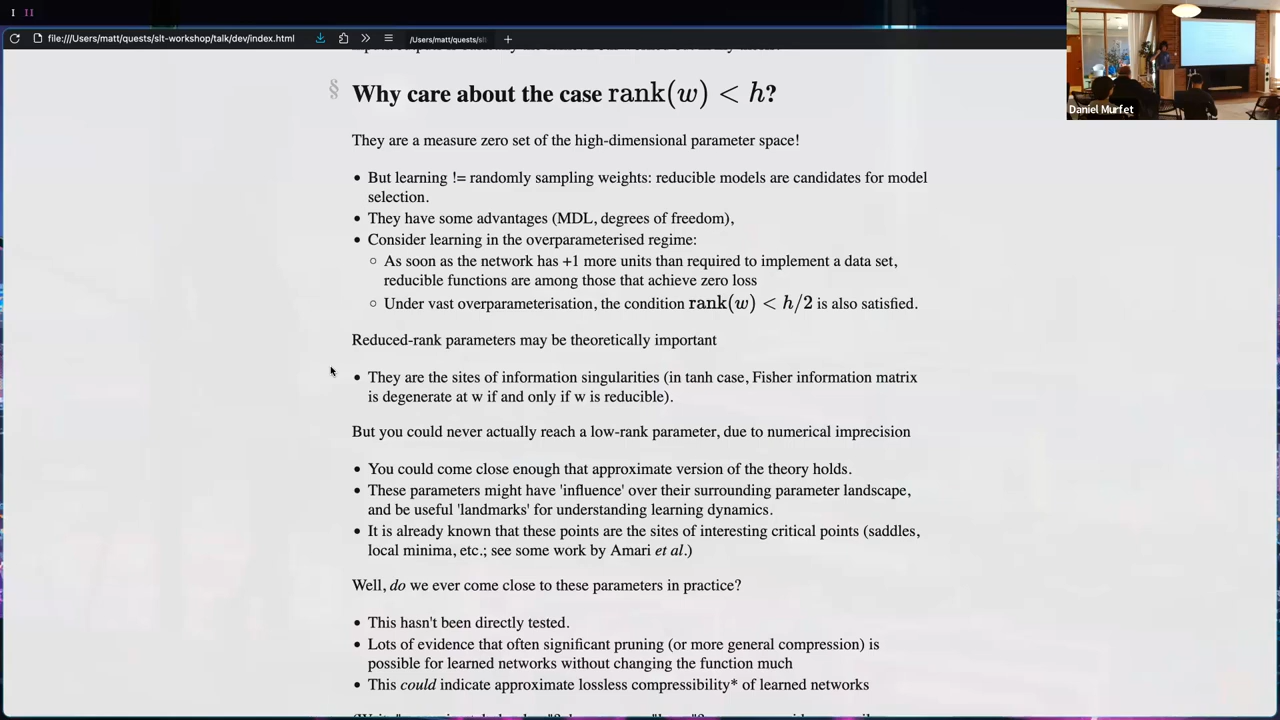 file:///Users/matt/quests/slt-workshop/talk/dev/index.html
/Users/matt/quests/sl
Daniel Murfet
§ Why care about the case rank(w) < h?
They are a measure zero set of the high-dimensional parameter space!
• But learning != randomly sampling weights: reducible models are candidates for model
selection.
• They have some advantages (MDL, degrees of freedom),
• Consider learning in the overparameterised regime:
○ As soon as the network has +1 more units than required to implement a data set,
reducible functions are among those that achieve zero loss
○ Under vast overparameterisation, the condition rank(w) < h/2 is also satisfied.
Reduced-rank parameters may be theoretically important
• They are the sites of information singularities (in tanh case, Fisher information matrix
is degenerate at w if and only if w is reducible).
But you could never actually reach a low-rank parameter, due to numerical imprecision
• You could come close enough that approximate version of the theory holds.
• These parameters might have 'influence' over their surrounding parameter landscape,
and be useful 'landmarks' for understanding learning dynamics.
• It is already known that these points are the sites of interesting critical points (saddles,
local minima, etc.; see some work by Amari et al.)
Well, do we ever come close to these parameters in practice?
• This hasn't been directly tested.
• Lots of evidence that often significant pruning (or more general compression) is
possible for learned networks without changing the function much
• This could indicate approximate lossless compressibility* of learned networks